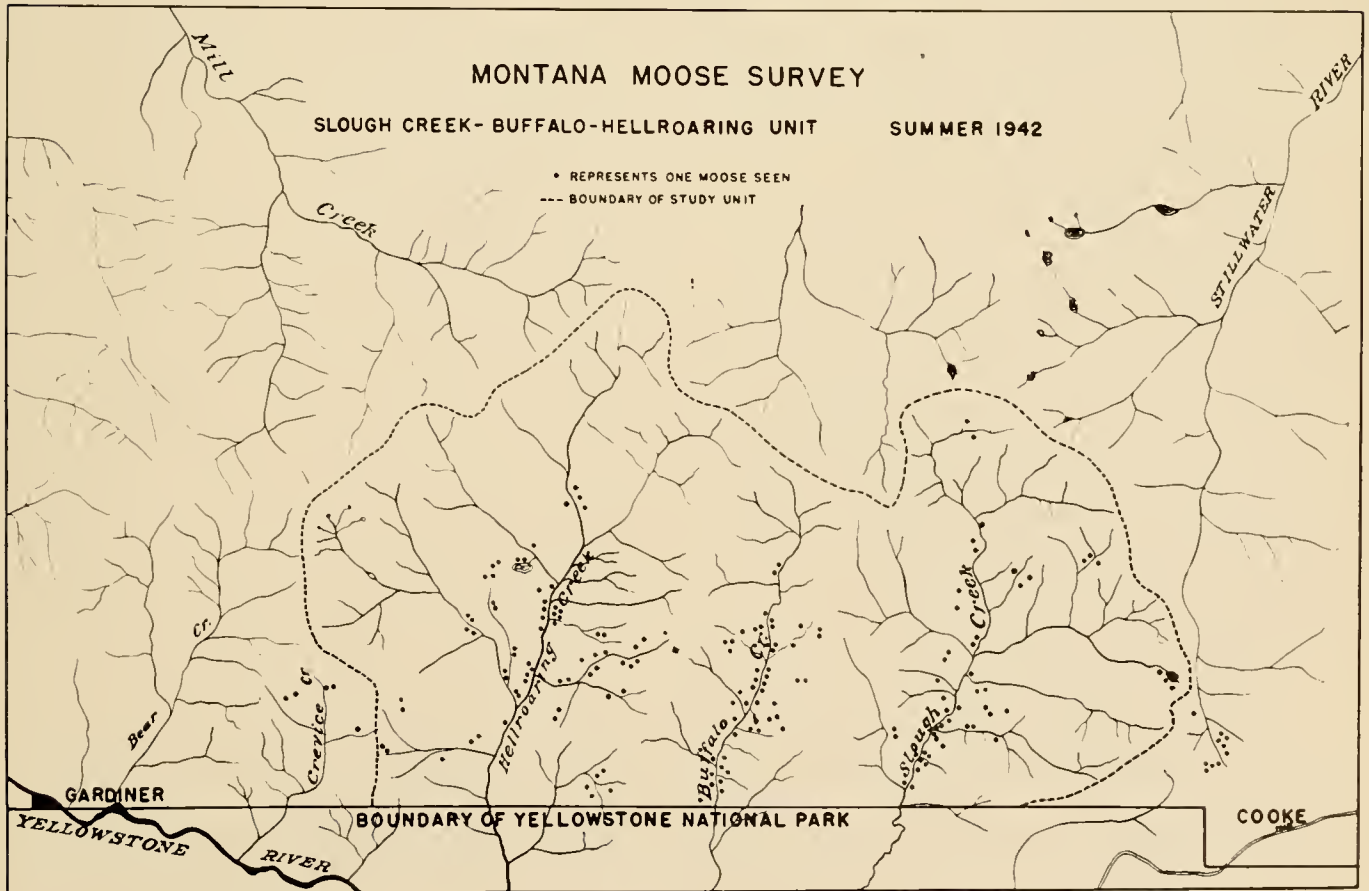 MONTANA MOOSE SURVEY
SLOUGH CREEK-BUFFALO-HELLROARING UNIT SUMMER 1942
• REPRESENTS ONE MOOSE SEEN
--- BOUNDARY OF STUDY UNIT
Mill
Creek
RIVER
STILLWATER
Cr.
Bear
Crevice Cr
Hellroaring Creek
Buffalo Cr.
Slough Creek
GARDINER
YELLOWSTONE
RIVER
BOUNDARY OF YELLOWSTONE NATIONAL PARK
COOKE